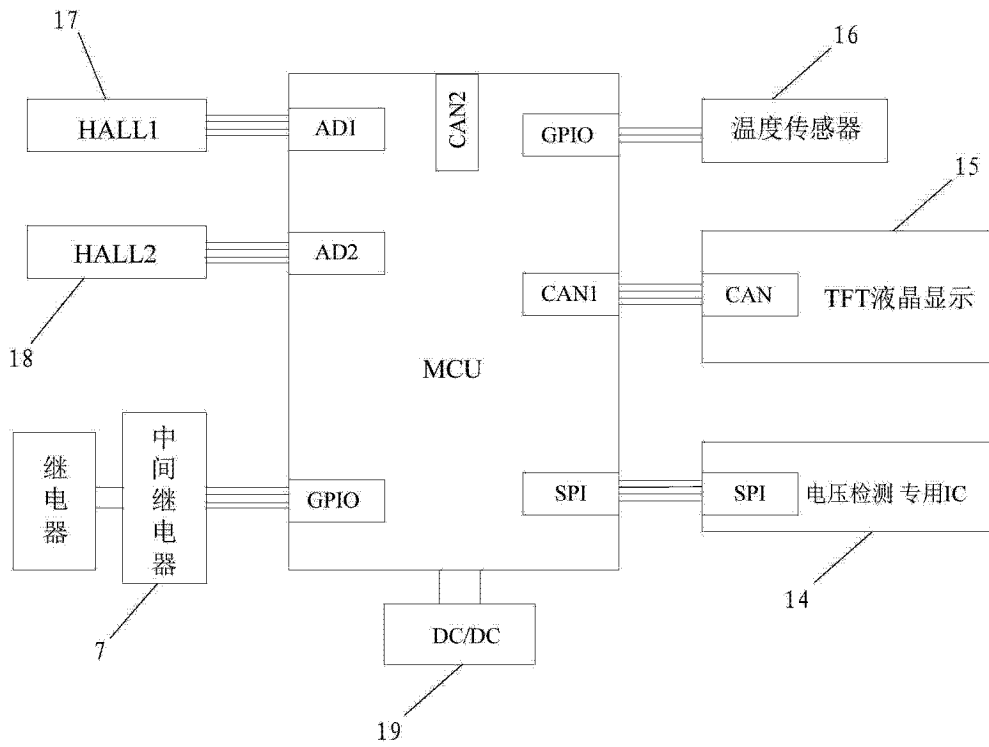 17
16
HALL1
AD1
CAN2
GPIO
温度传感器
15
HALL2
AD2
CAN1
CAN
TFT液晶显示
18
MCU
继电器
中间继电器
GPIO
SPI
SPI
电压检测 专用IC
7
DC/DC
14
19